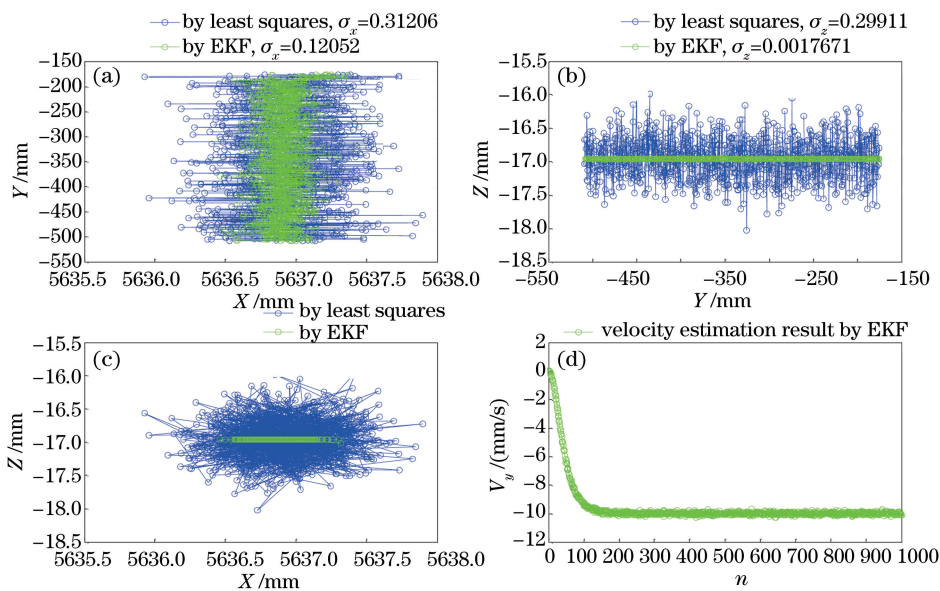 by least squares, σx=0.31206
by EKF, σx=0.12052
(a)
−150
−200
−250
−300
−350
−400
−450
−500
−550
Y/mm
5635.5 5636.0 5636.5 5637.0 5637.5 5638.0
X/mm
by least squares, σz=0.29911
by EKF, σz=0.0017671
(b)
−15.5
−16.0
−16.5
−17.0
−17.5
−18.0
−18.5
Z/mm
−550 −450 −350 −250 −150
Y/mm
by least squares
by EKF
(c)
−15.5
−16.0
−16.5
−17.0
−17.5
−18.0
−18.5
Z/mm
5635.5 5636.0 5636.5 5637.0 5637.5 5638.0
X/mm
velocity estimation result by EKF
(d)
2
0
−2
−4
−6
−8
−10
−12
Vy/(mm/s)
0 100 200 300 400 500 600 700 800 900 1000
n